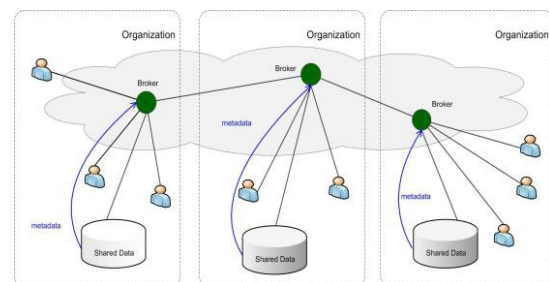 Organization
Organization
Organization
Broker
Broker
Broker
metadata
metadata
metadata
Shared Data
Shared Data
Shared Data